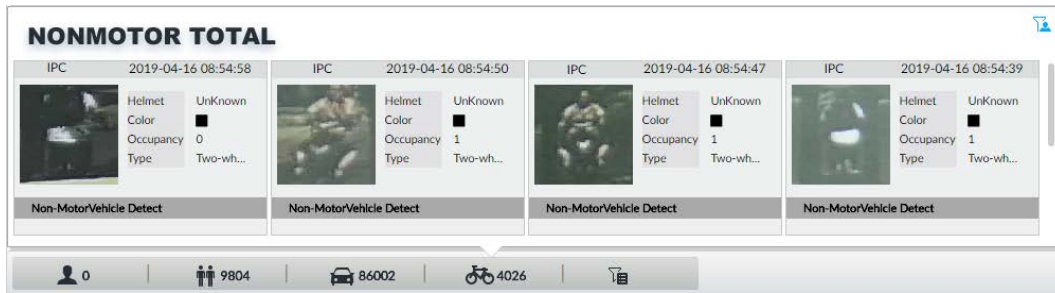 NONMOTOR TOTAL
IPC 2019-04-16 08:54:58
Helmet UnKnown
Color
Occupancy 0
Type Two-wh...
Non-MotorVehicle Detect
IPC 2019-04-16 08:54:50
Helmet UnKnown
Color
Occupancy 1
Type Two-wh...
Non-MotorVehicle Detect
IPC 2019-04-16 08:54:47
Helmet UnKnown
Color
Occupancy 1
Type Two-wh...
Non-MotorVehicle Detect
IPC 2019-04-16 08:54:39
Helmet UnKnown
Color
Occupancy 1
Type Two-wh...
Non-MotorVehicle Detect
0 9804 86002 4026